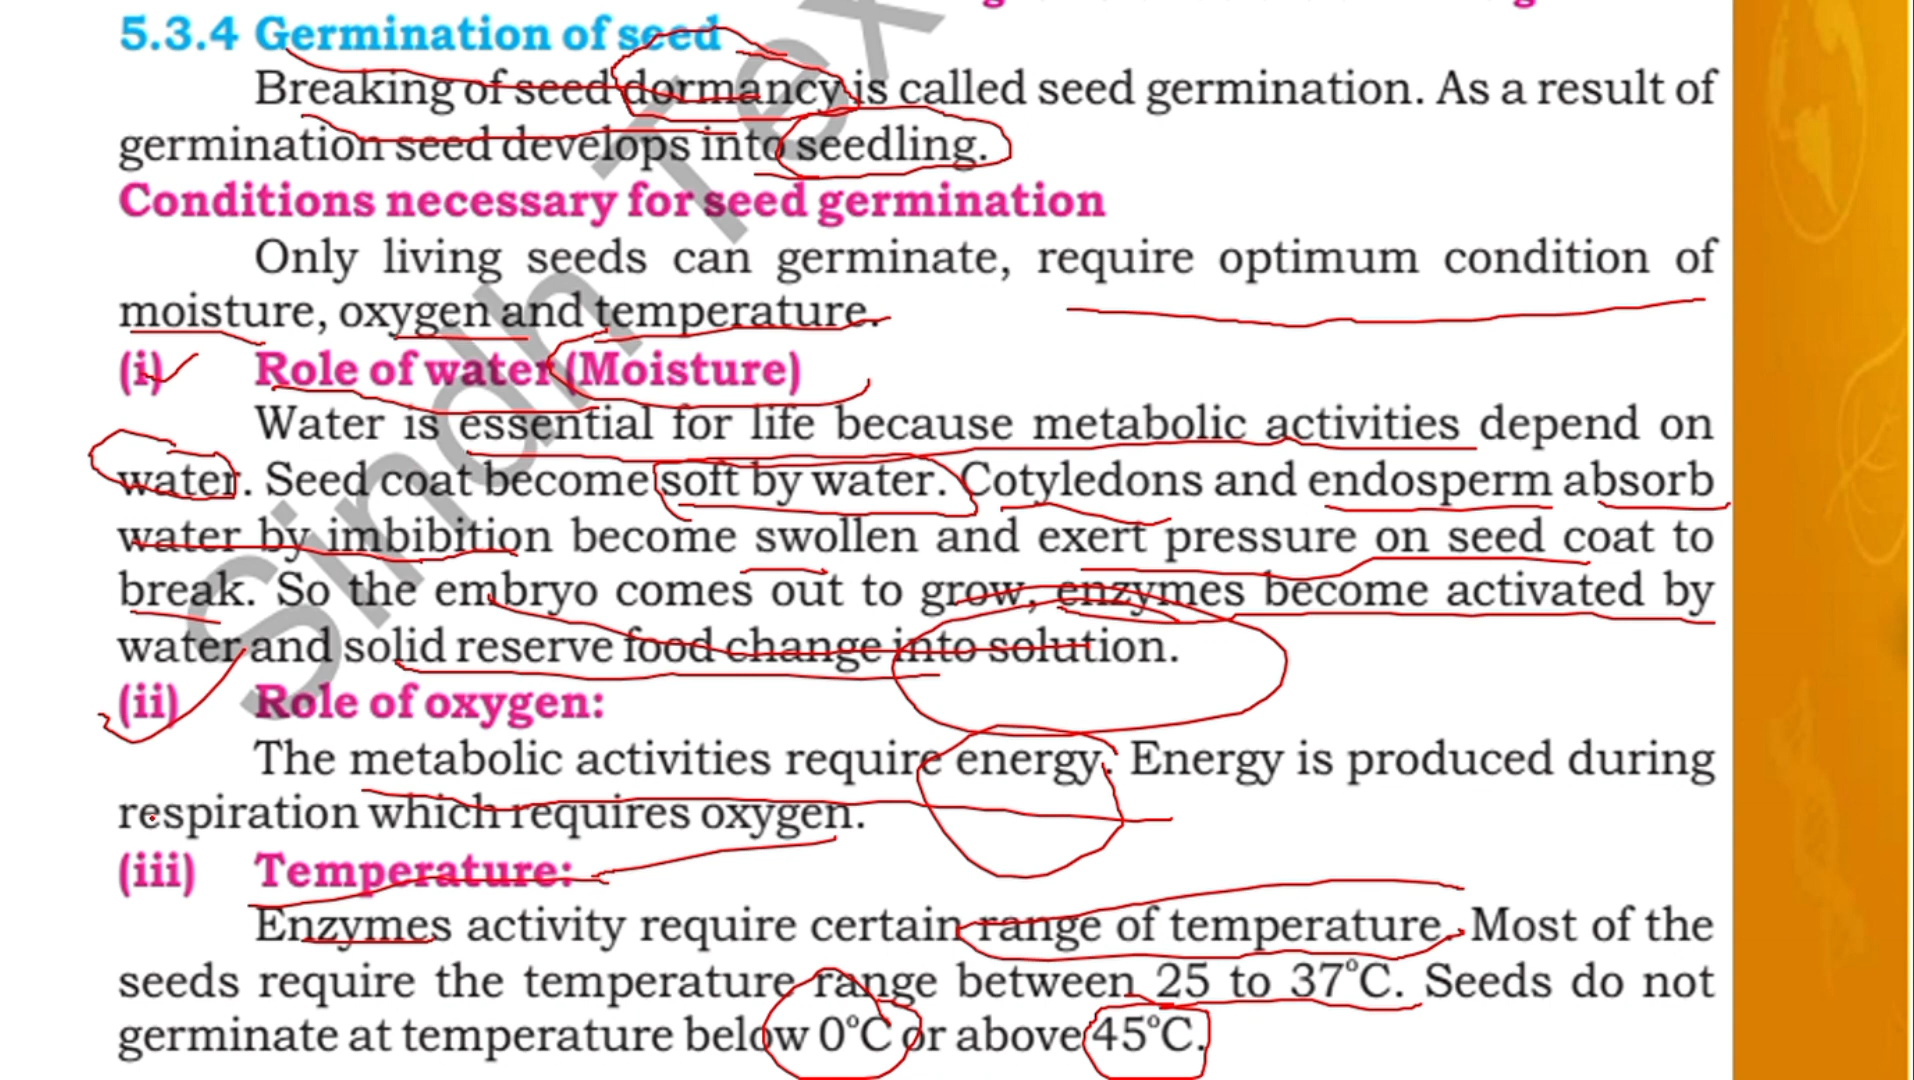 5.3.4 Germination of seed
Breaking of seed dormancy is called seed germination. As a result of
germination seed develops into seedling.
Conditions necessary for seed germination
Only living seeds can germinate, require optimum condition of
moisture, oxygen and temperature.
(i) Role of water (Moisture)
Water is essential for life because metabolic activities depend on
water. Seed coat become soft by water. Cotyledons and endosperm absorb
water by imbibition become swollen and exert pressure on seed coat to
break. So the embryo comes out to grow, enzymes become activated by
water and solid reserve food change into solution.
(ii) Role of oxygen:
The metabolic activities require energy. Energy is produced during
respiration which requires oxygen.
(iii) Temperature:
Enzymes activity require certain range of temperature. Most of the
seeds require the temperature range between 25 to 37°C. Seeds do not
germinate at temperature below 0°C or above 45°C.
Sindh Tex